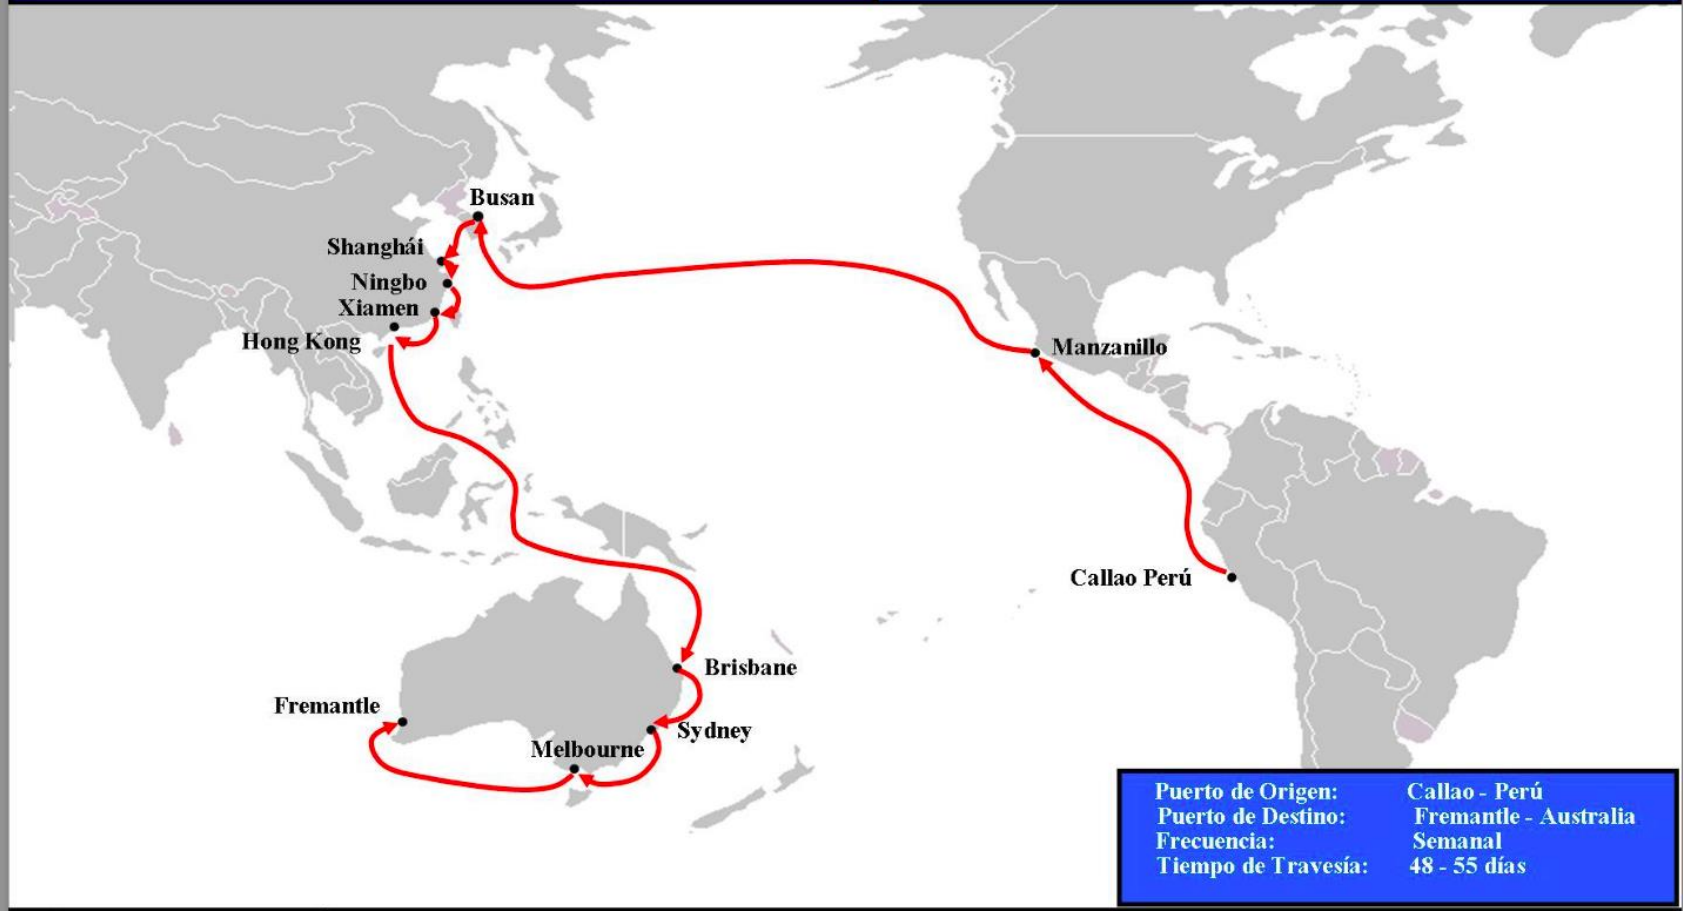 Busan
Shanghái
Ningbo
Xiamen
Hong Kong
Manzanillo
Callao Perú
Brisbane
Fremantle
Sydney
Melbourne
Puerto de Origen: Callao - Perú
Puerto de Destino: Fremantle - Australia
Frecuencia: Semanal
Tiempo de Travesía: 48 - 55 días